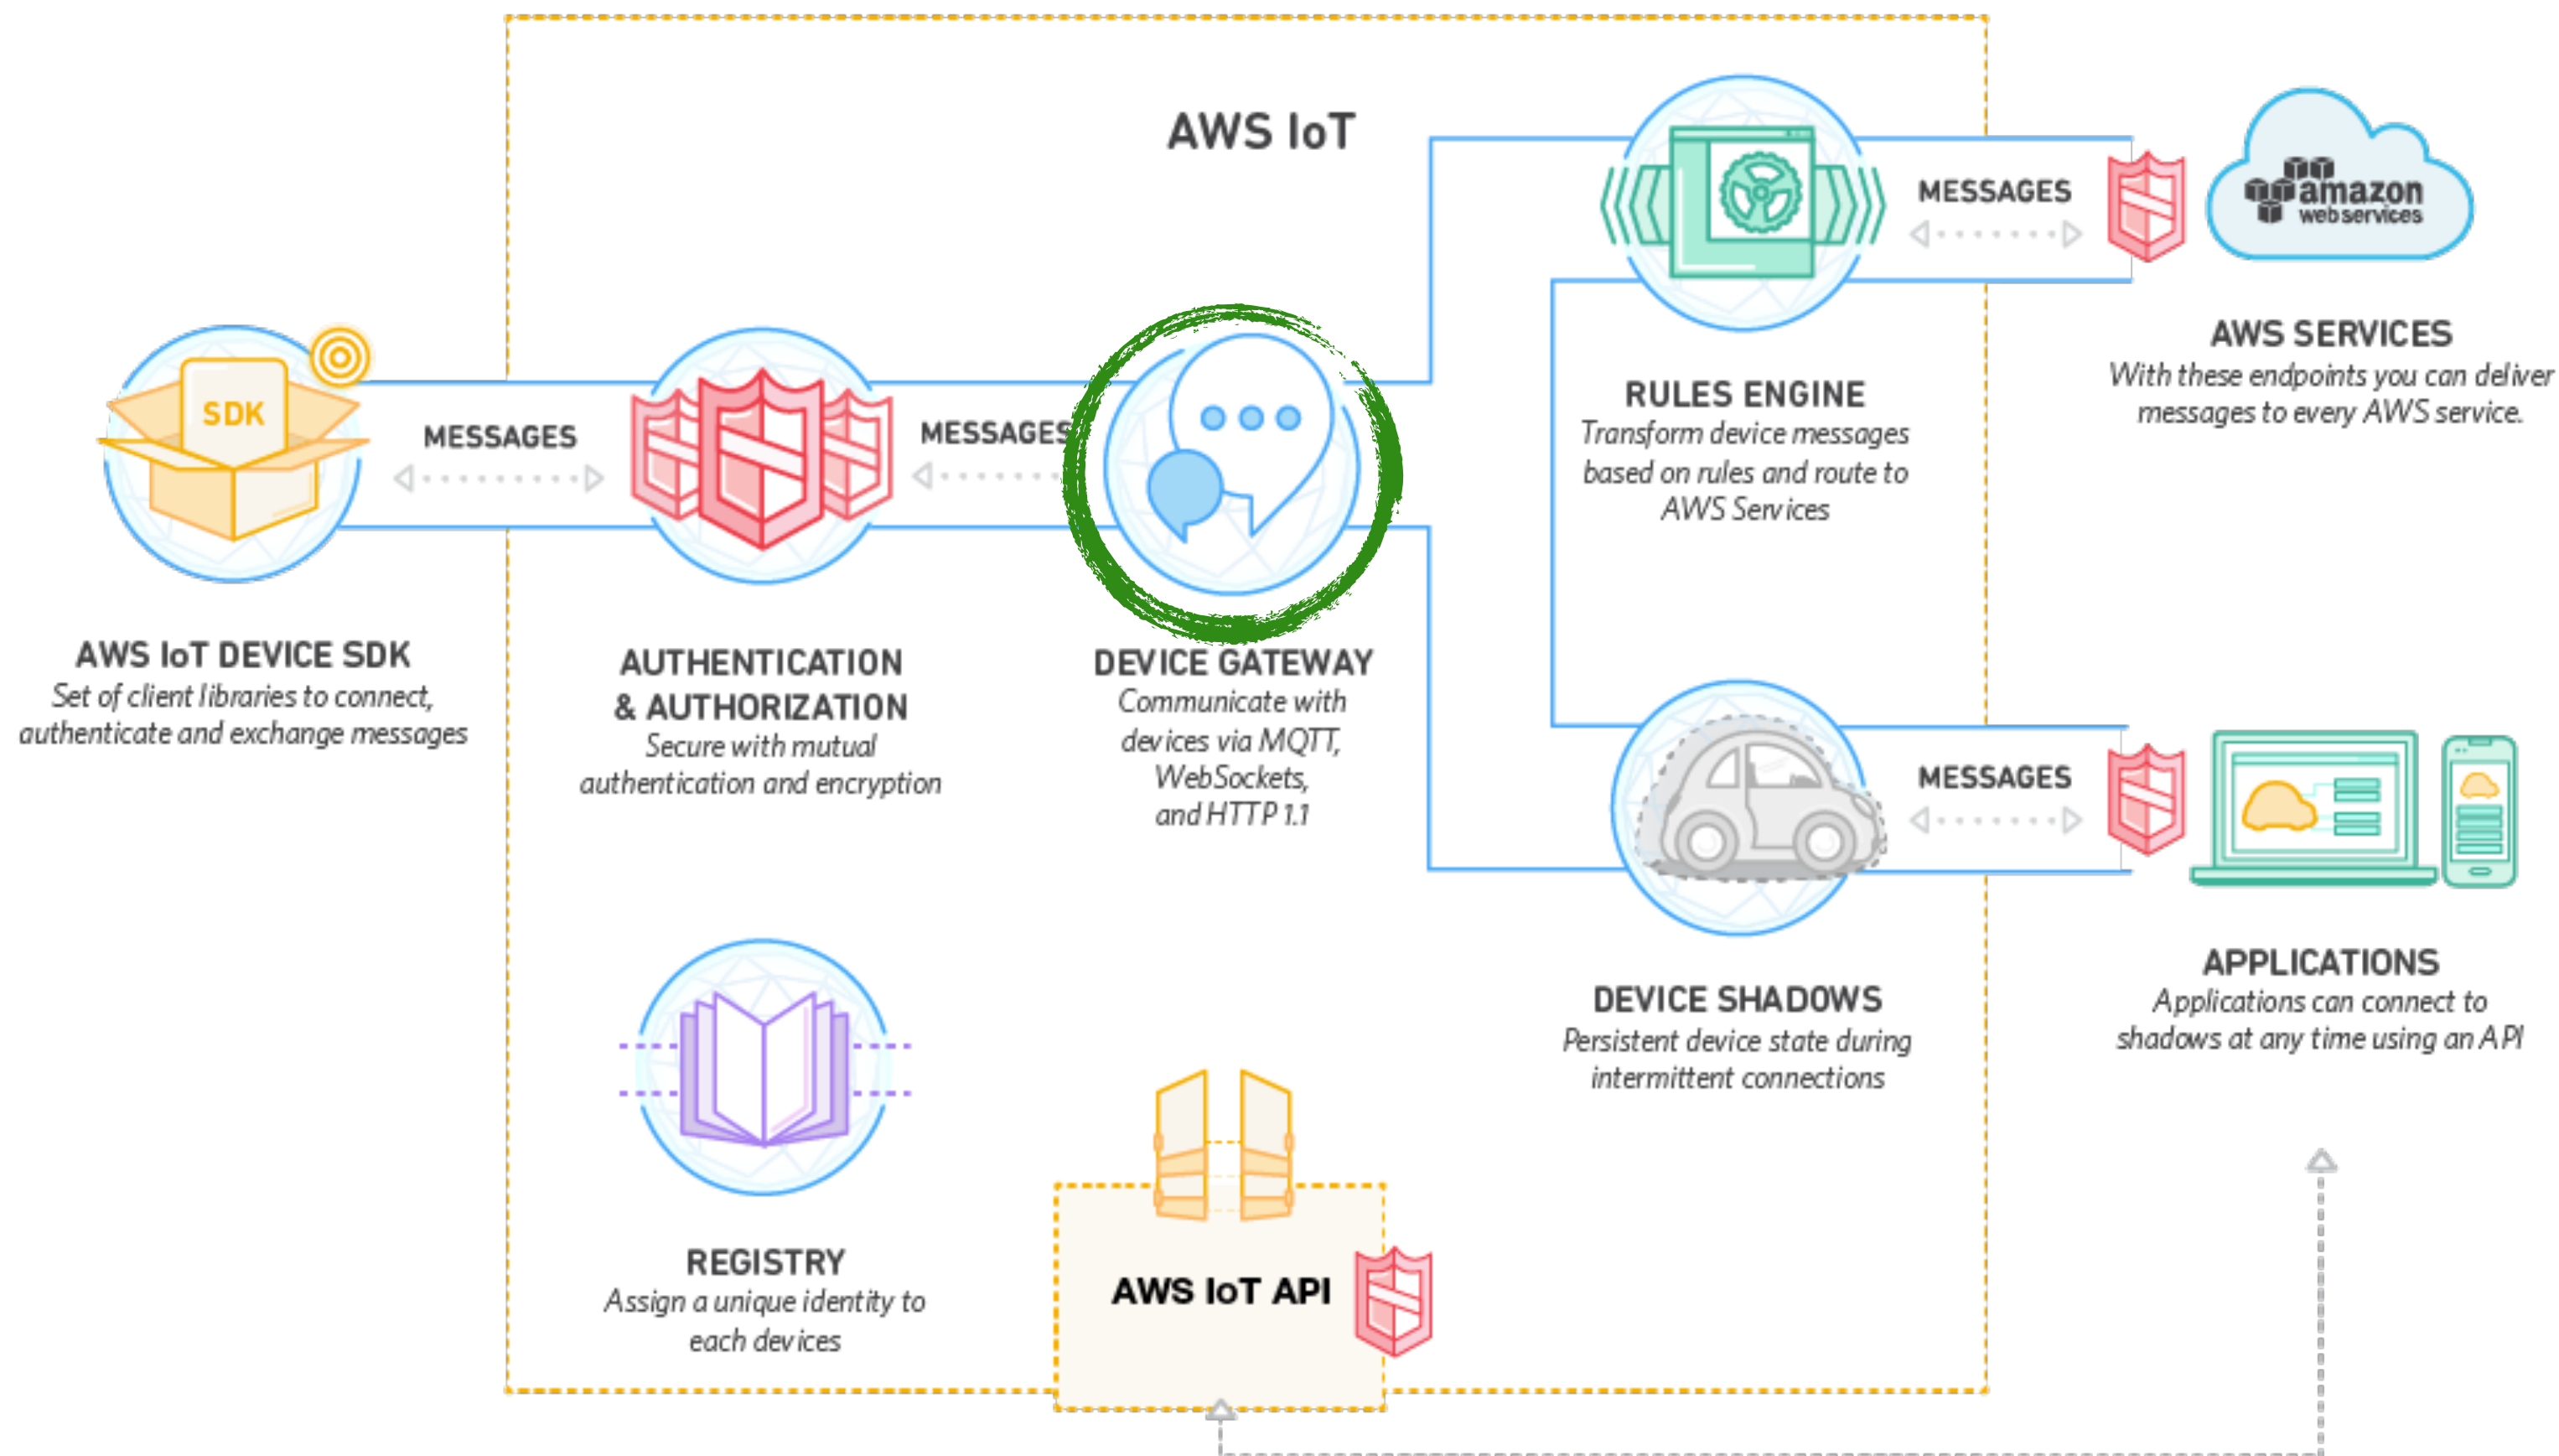 AWS IoT
MESSAGES
amazon
webservices
AWS SERVICES
With these endpoints you can deliver
messages to every AWS service.
RULES ENGINE
Transform device messages
based on rules and route to
AWS Services
SDK
MESSAGES
MESSAGES
AWS IoT DEVICE SDK
Set of client libraries to connect,
authenticate and exchange messages
AUTHENTICATION
& AUTHORIZATION
Secure with mutual
authentication and encryption
DEVICE GATEWAY
Communicate with
devices via MQTT,
WebSockets,
and HTTP 1.1
MESSAGES
DEVICE SHADOWS
Persistent device state during
intermittent connections
APPLICATIONS
Applications can connect to
shadows at any time using an API
REGISTRY
Assign a unique identity to
each devices
AWS IoT API